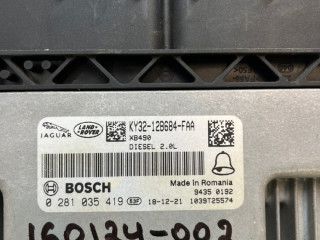 JAGUAR LAND ROVER KY32-12B684-FAA
XB490
DIESEL 2.0L
BOSCH Made in Romania
9435 0192
0 281 035 419 18-12-21 1039T25574
160124-002